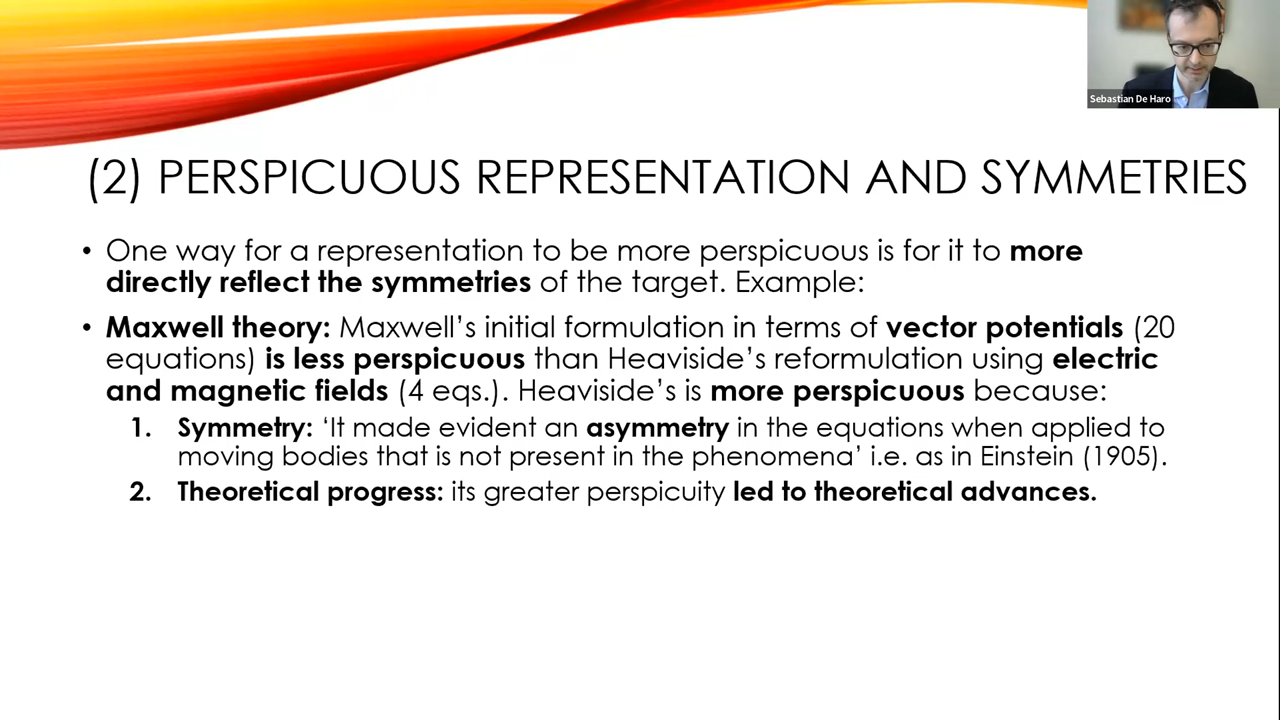 Sebastian De Haro
(2) PERSPICUOUS REPRESENTATION AND SYMMETRIES
• One way for a representation to be more perspicuous is for it to more
directly reflect the symmetries of the target. Example:
• Maxwell theory: Maxwell's initial formulation in terms of vector potentials (20
equations) is less perspicuous than Heaviside's reformulation using electric
and magnetic fields (4 eqs.). Heaviside's is more perspicuous because:
1. Symmetry: 'It made evident an asymmetry in the equations when applied to
moving bodies that is not present in the phenomena' i.e. as in Einstein (1905).
2. Theoretical progress: its greater perspicuity led to theoretical advances.